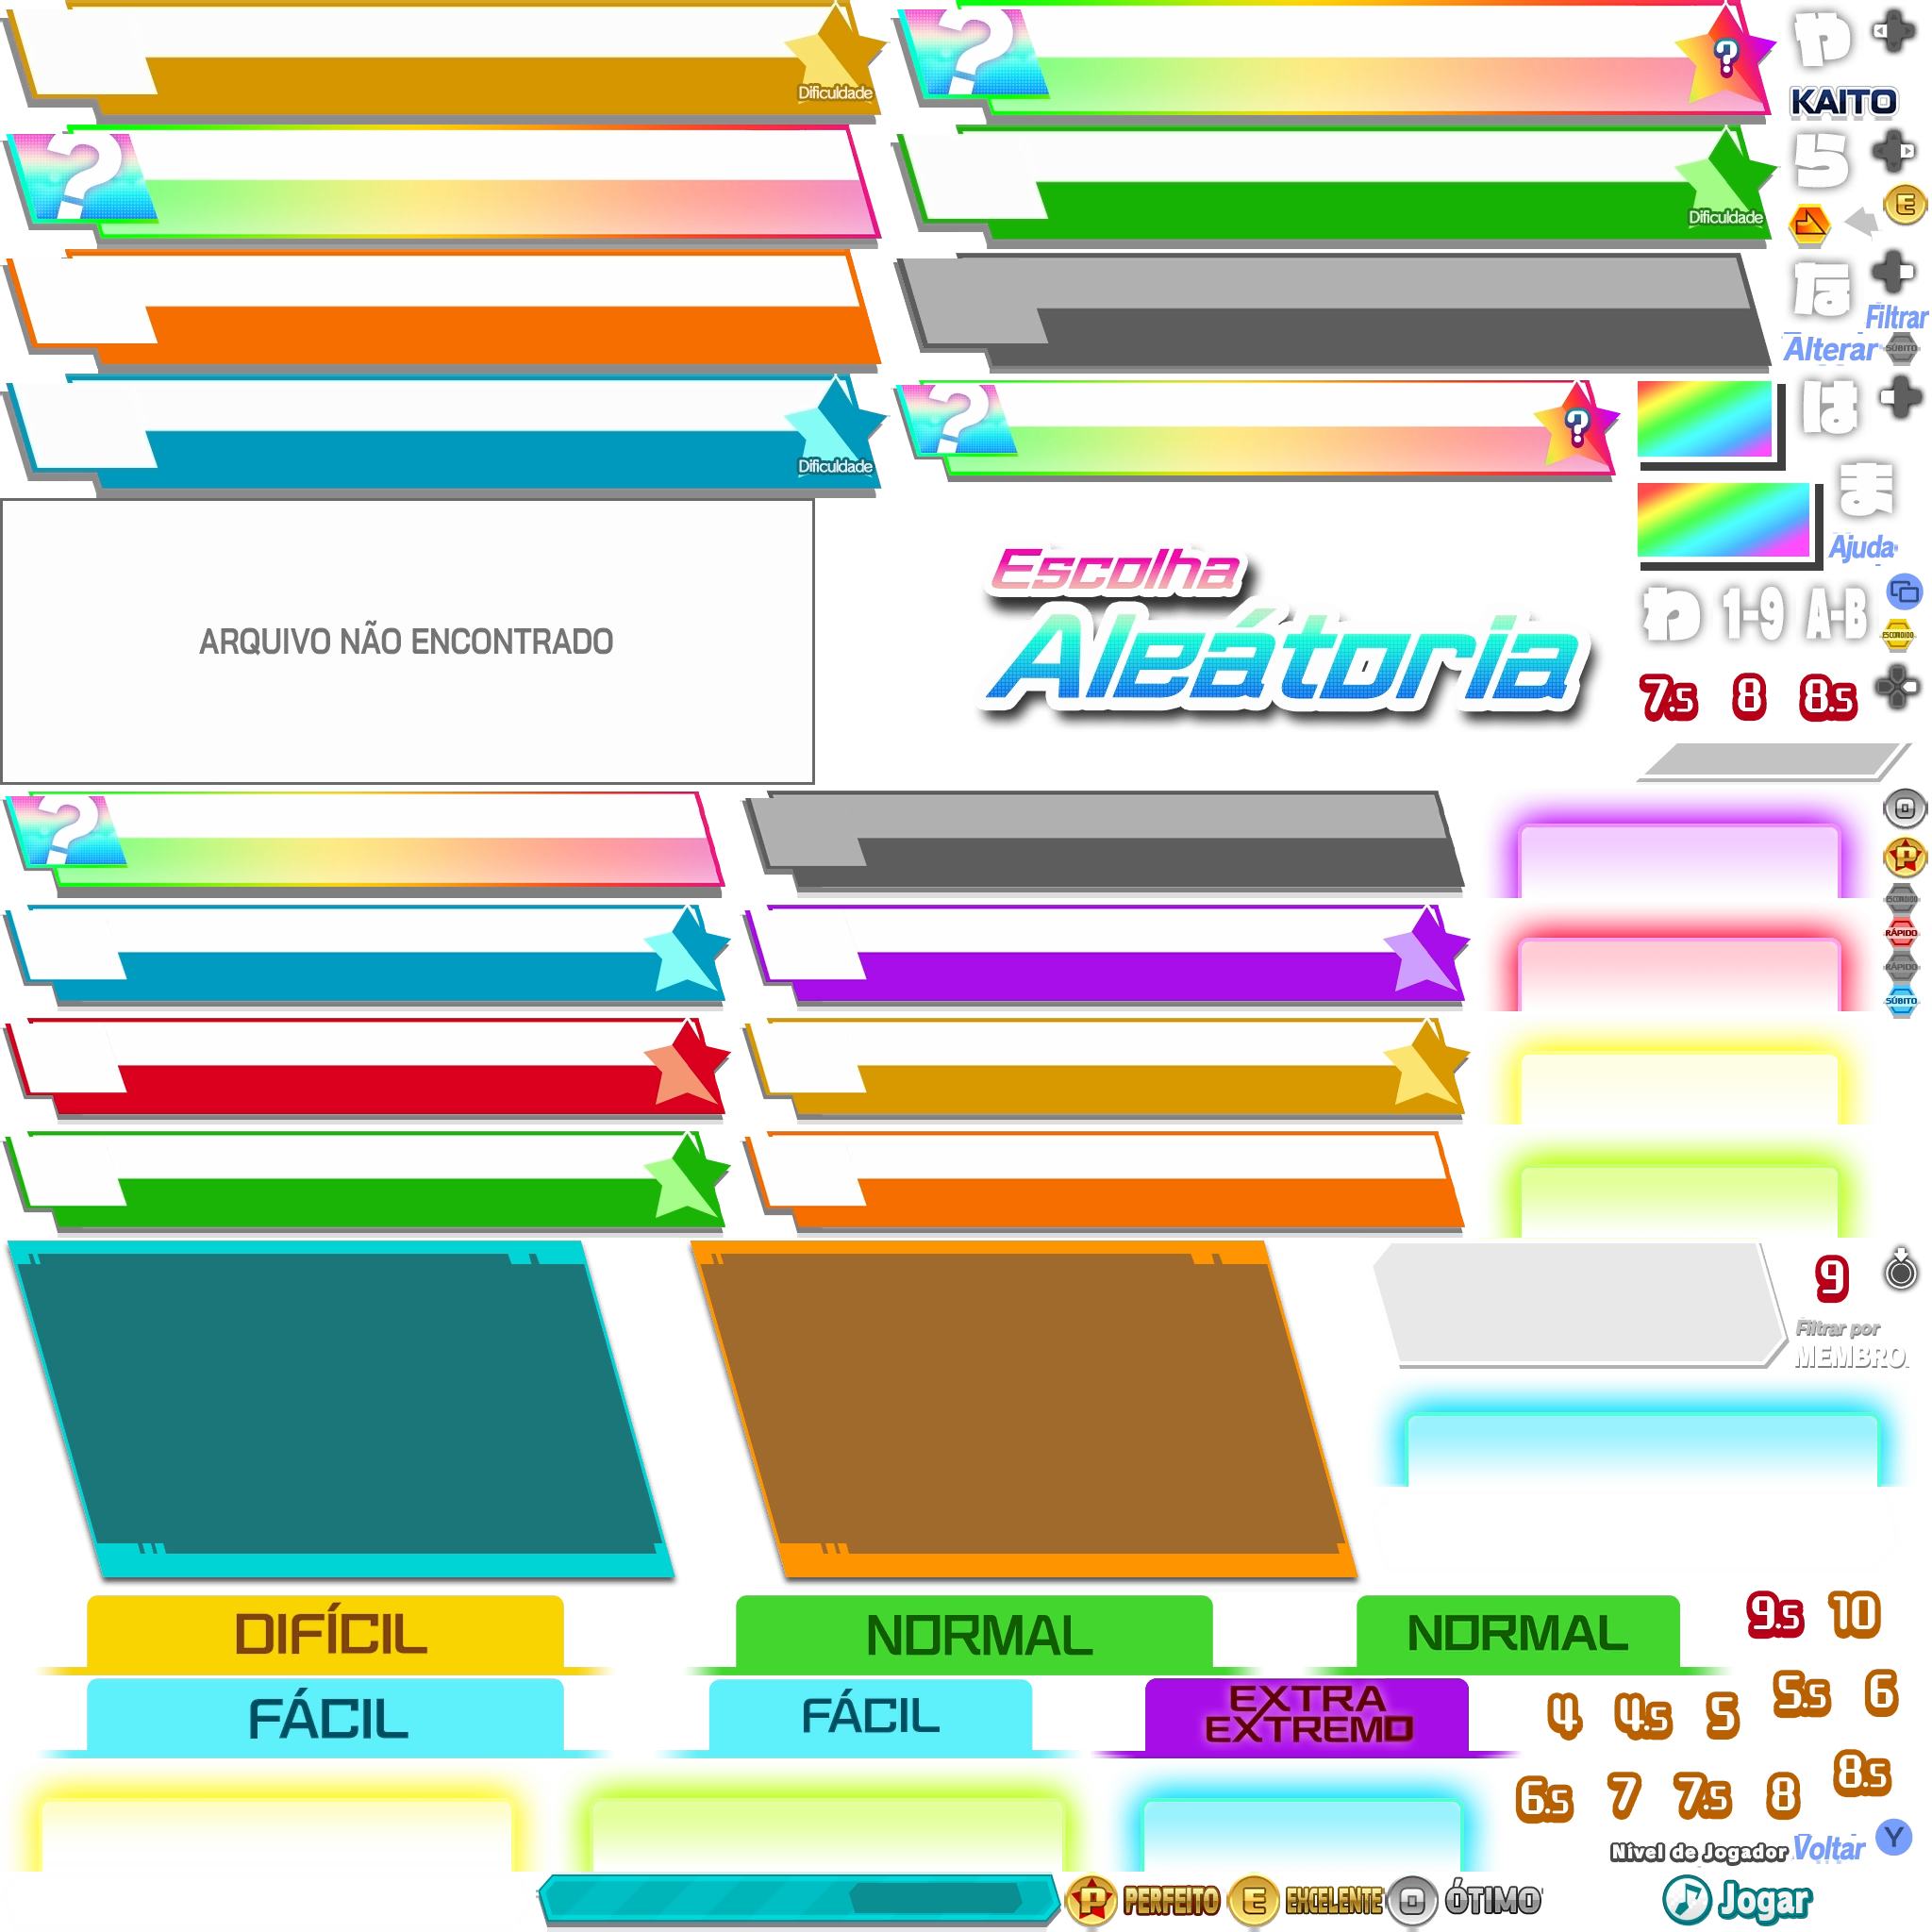 Dificuldade
?
?
や
KAITO
?
Dificuldade
ら
E
た
Filtrar
Alterar
SÚBITO
Dificuldade
?
?
は
ま
Ajuda
ARQUIVO NÃO ENCONTRADO
Escolha
Aleátoria
わ 1-9 A-B
ESCONDIDO
7.5 8 8.5
?
O
P
ESCONDIDO
RÁPIDO
RÁPIDO
SÚBITO
9
Filtrar por
MEMBRO
DIFÍCIL
NORMAL
NORMAL
9.5 10
FÁCIL
FÁCIL
EXTRA
EXTREMO
4 4.5 5 5.5 6
6.5 7 7.5 8 8.5
Nível de Jogador
Voltar Y
P PERFEITO E EXCELENTE O ÓTIMO
Jogar